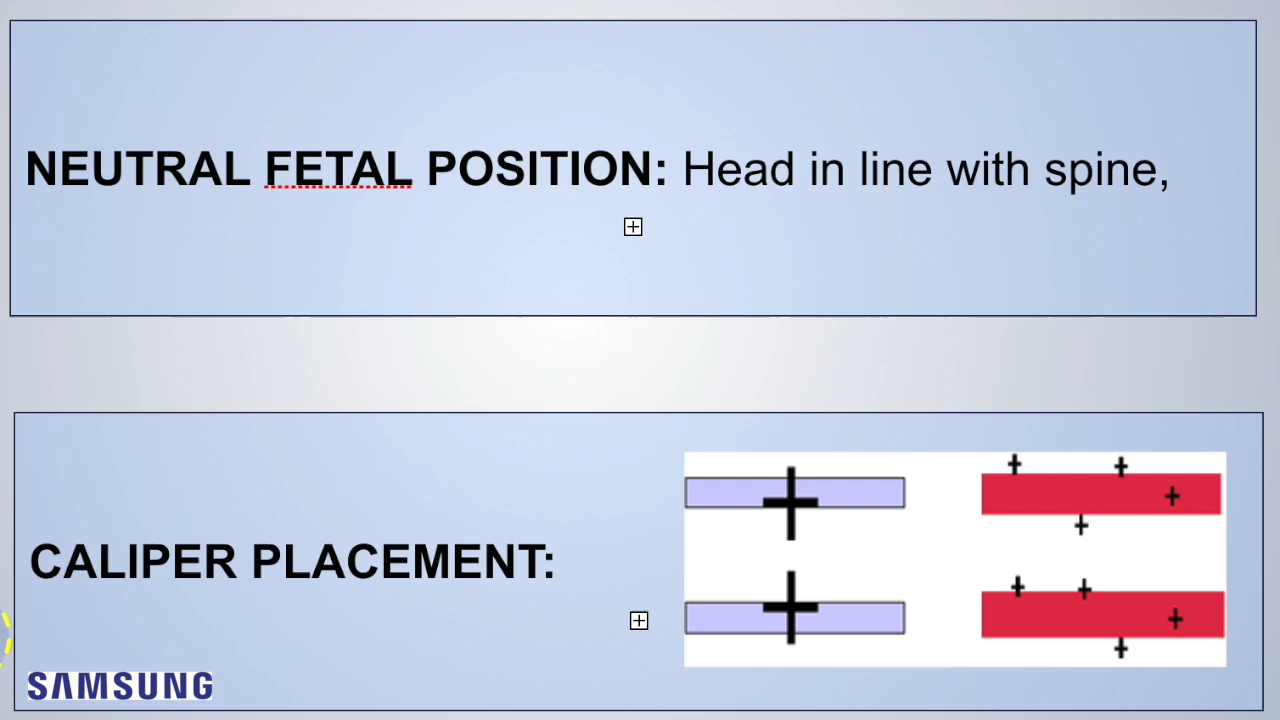 NEUTRAL FETAL POSITION: Head in line with spine,
CALIPER PLACEMENT:
SAMSUNG